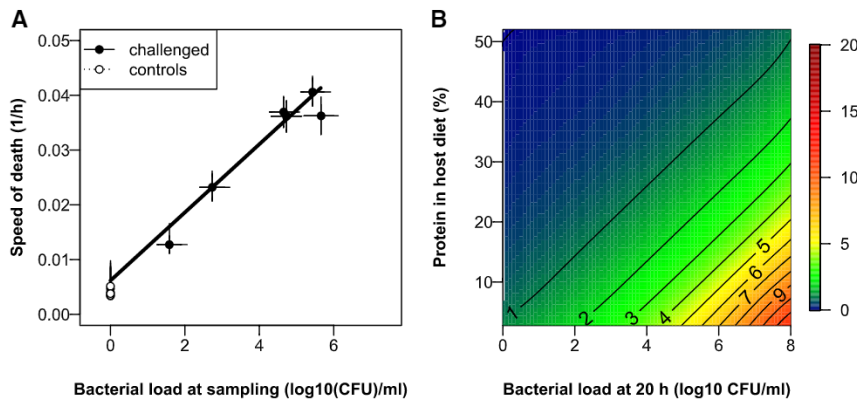 A
Speed of death (1/h)
0.05
0.04
0.03
0.02
0.01
0.00
challenged
controls
0 2 4 6
Bacterial load at sampling (log10(CFU)/ml)
B
Protein in host diet (%)
50
40
30
20
10
1 2 3 4 5 6 7 9
0 2 4 6 8
Bacterial load at 20 h (log10 CFU/ml)
20
15
10
5
0